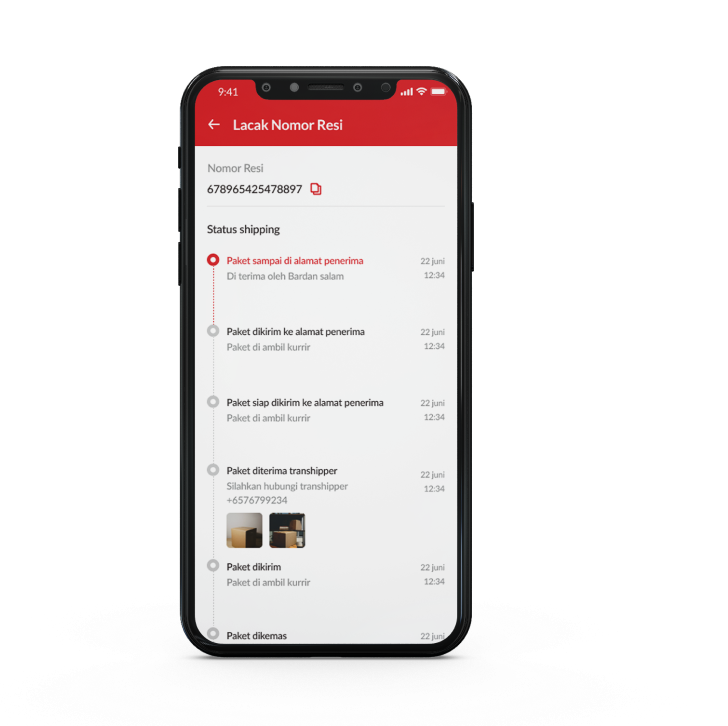 9:41
Lacak Nomor Resi
Nomor Resi
678965425478897
Status shipping
Paket sampai di alamat penerima 22 juni
Di terima oleh Bardan salam 12:34
Paket dikirim ke alamat penerima 22 juni
Paket di ambil kurrir 12:34
Paket siap dikirim ke alamat penerima 22 juni
Paket di ambil kurrir 12:34
Paket diterima transhipper 22 juni
Silahkan hubungi transhipper 12:34
+6576799234
Paket dikirim 22 juni
Paket di ambil kurrir 12:34
Paket dikemas 22 juni